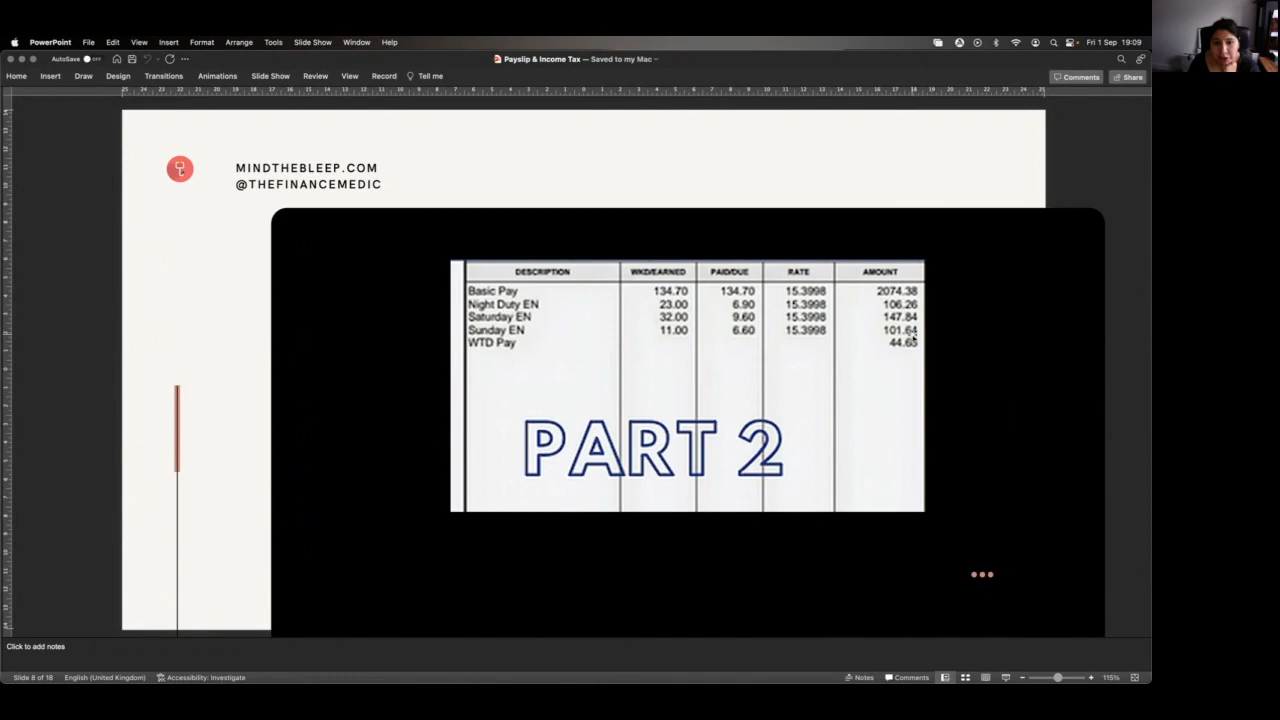 PowerPoint File Edit View Insert Format Arrange Tools Slide Show Window Help Fri 1 Sep 19:09
AutoSave OFF Payslip & Income Tax — Saved to my Mac
Home Insert Draw Design Transitions Animations Slide Show Review View Record Tell me Comments Share
MINDTHEBLEEP.COM
@THEFINANCEMEDIC
DESCRIPTION WKD/EARNED PAID/DUE RATE AMOUNT
Basic Pay 134.70 134.70 15.3998 2074.38
Night Duty EN 23.00 6.90 15.3998 106.26
Saturday EN 32.00 9.60 15.3998 147.84
Sunday EN 11.00 6.60 15.3998 101.64
WTD Pay
PART 2
Click to add notes
Slide 8 of 18 English (United Kingdom) Accessibility: Investigate Notes Comments 115%